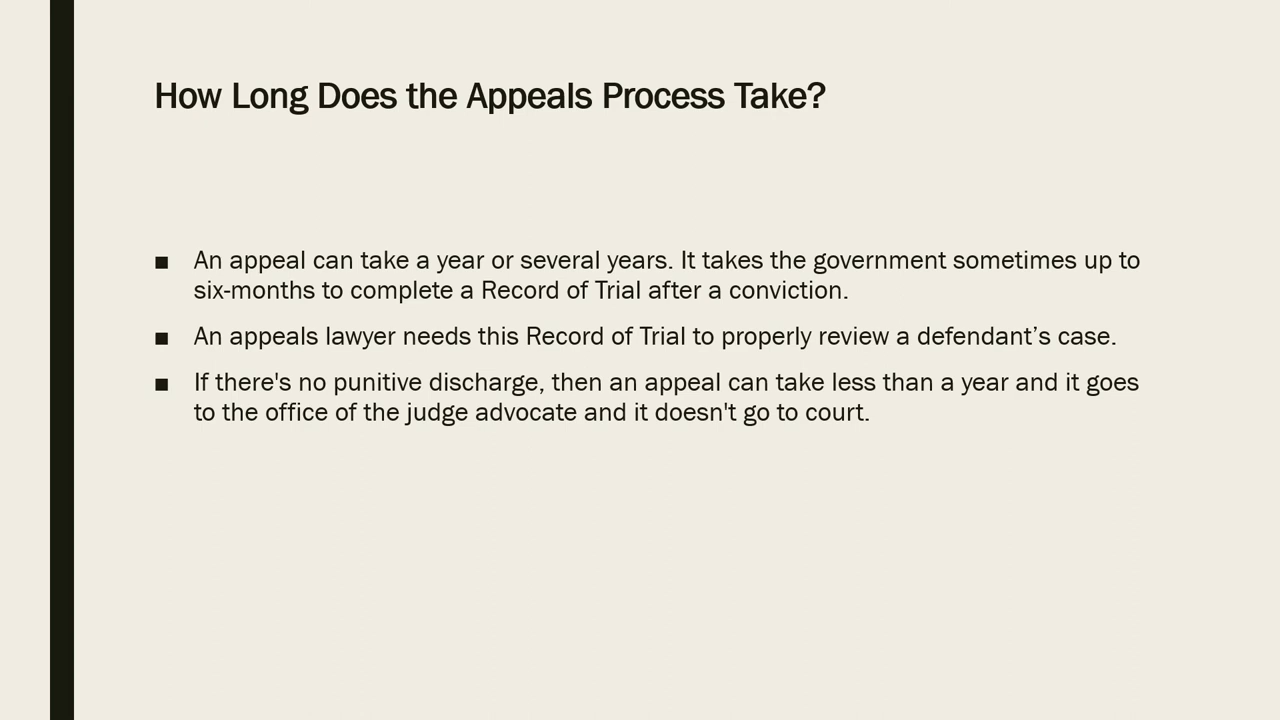 How Long Does the Appeals Process Take?
■ An appeal can take a year or several years. It takes the government sometimes up to
six-months to complete a Record of Trial after a conviction.
■ An appeals lawyer needs this Record of Trial to properly review a defendant’s case.
■ If there's no punitive discharge, then an appeal can take less than a year and it goes
to the office of the judge advocate and it doesn't go to court.